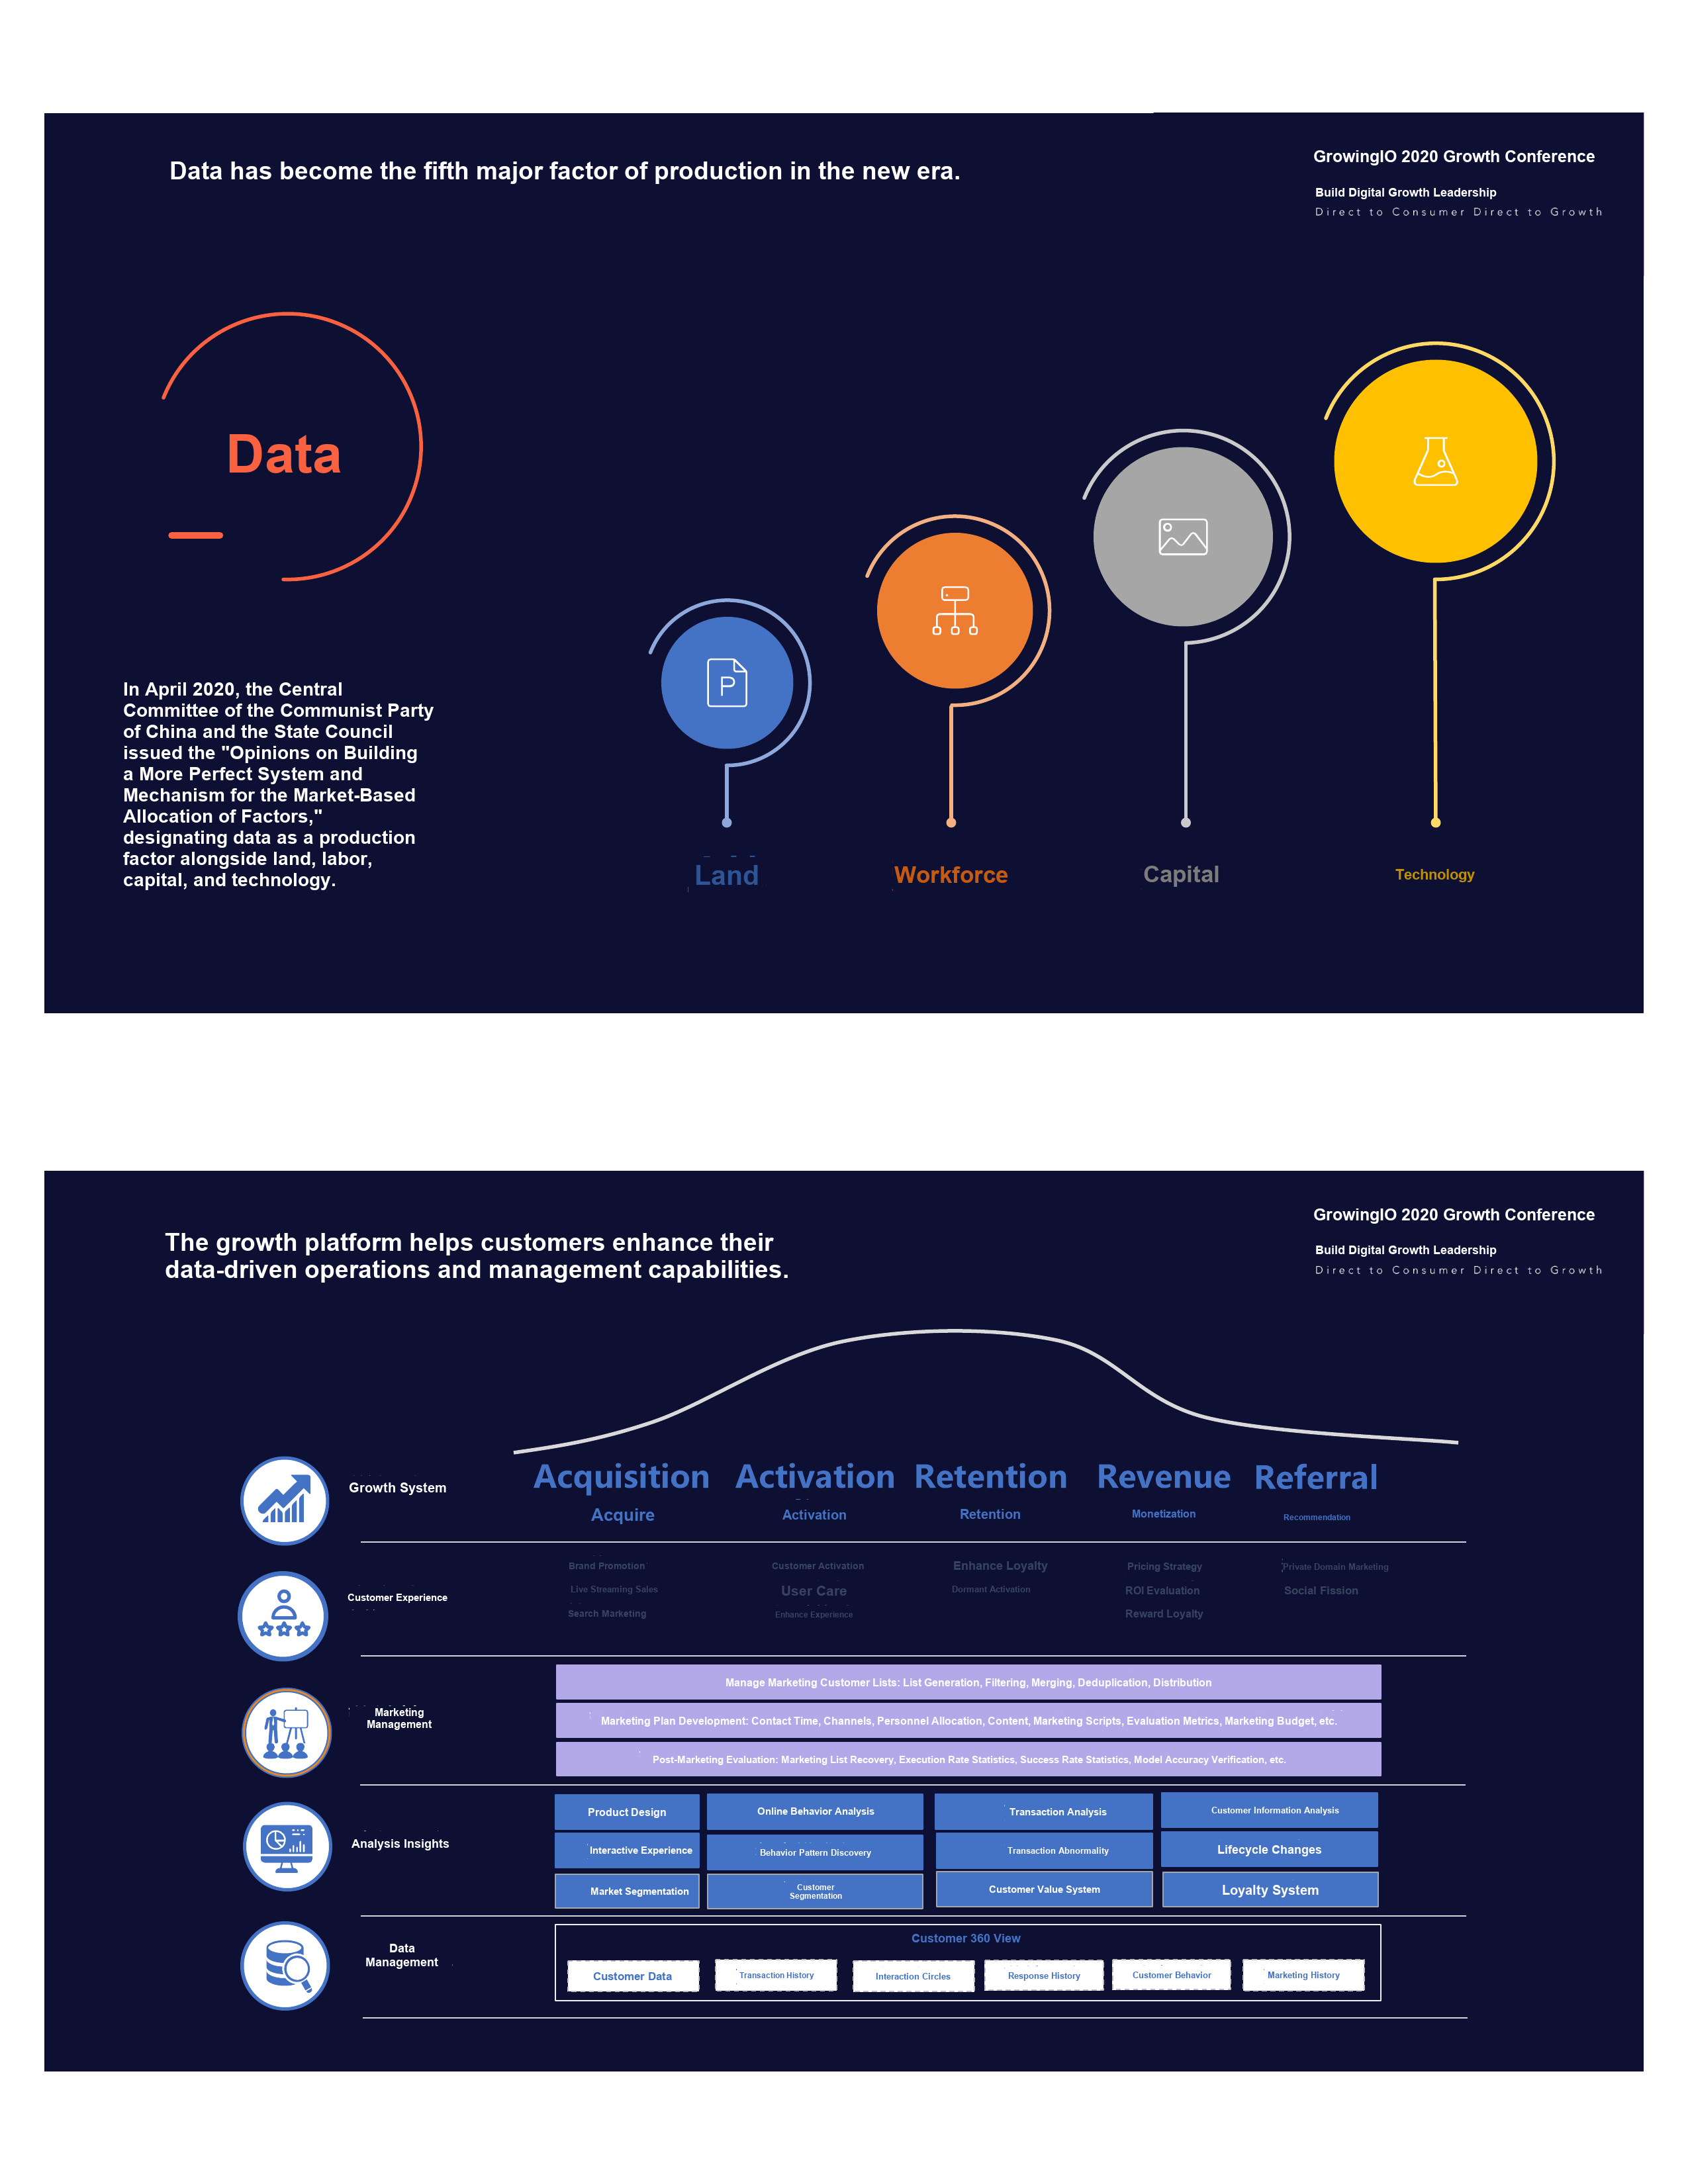 Data has become the fifth major factor of production in the new era.
GrowingIO 2020 Growth Conference
Build Digital Growth Leadership
Direct to Consumer Direct to Growth
Data
In April 2020, the Central
Committee of the Communist Party
of China and the State Council
issued the "Opinions on Building
a More Perfect System and
Mechanism for the Market-Based
Allocation of Factors,"
designating data as a production
factor alongside land, labor,
capital, and technology.
P
Land
Workforce
Capital
Technology
The growth platform helps customers enhance their
data-driven operations and management capabilities.
GrowingIO 2020 Growth Conference
Build Digital Growth Leadership
Direct to Consumer Direct to Growth
Growth System
Acquisition Activation Retention Revenue Referral
Acquire Activation Retention Monetization Recommendation
Customer Experience
Brand Promotion Customer Activation Enhance Loyalty Pricing Strategy Private Domain Marketing
Live Streaming Sales User Care Dormant Activation ROI Evaluation Social Fission
Search Marketing Enhance Experience Reward Loyalty
Marketing
Management
Manage Marketing Customer Lists: List Generation, Filtering, Merging, Deduplication, Distribution
Marketing Plan Development: Contact Time, Channels, Personnel Allocation, Content, Marketing Scripts, Evaluation Metrics, Marketing Budget, etc.
Post-Marketing Evaluation: Marketing List Recovery, Execution Rate Statistics, Success Rate Statistics, Model Accuracy Verification, etc.
Analysis Insights
Product Design Online Behavior Analysis Transaction Analysis Customer Information Analysis
Interactive Experience Behavior Pattern Discovery Transaction Abnormality Lifecycle Changes
Market Segmentation Customer Segmentation Customer Value System Loyalty System
Data
Management
Customer 360 View
Customer Data Transaction History Interaction Circles Response History Customer Behavior Marketing History